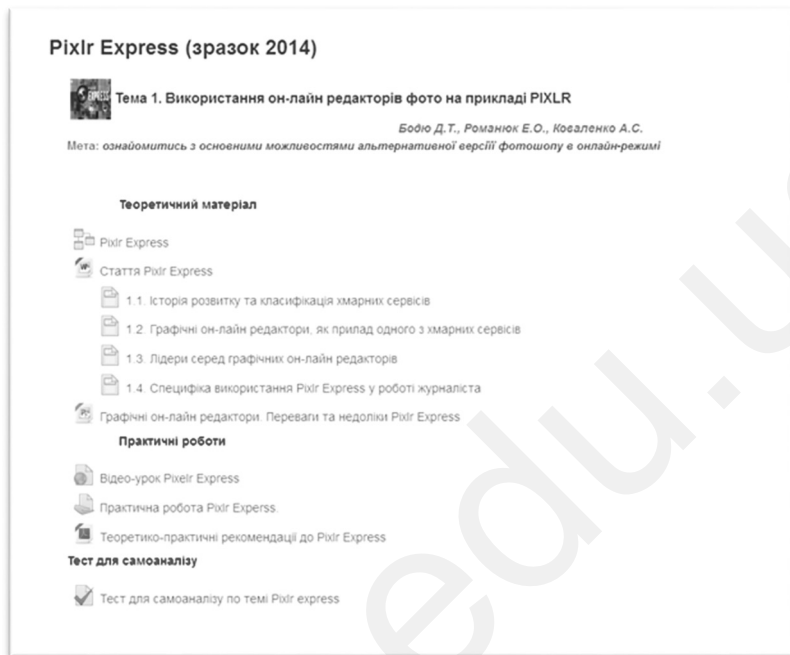 Pixlr Express (зразок 2014)
Тема 1. Використання он-лайн редакторів фото на прикладі PIXLR
Бодю Д.Т., Романюк Е.О., Коваленко А.С.
Мета: ознайомитись з основними можливостями альтернативної версіїї фотошопу в онлайн-режимі
Теоретичний матеріал
Pixlr Express
Стаття Pixlr Express
1.1. Історія розвитку та класифікація хмарних сервісів
1.2. Графічні он-лайн редактори, як прилад одного з хмарних сервісів
1.3. Лідери серед графічних он-лайн редакторів
1.4. Специфіка використання Pixlr Express у роботі журналіста
Графічні он-лайн редактори. Переваги та недоліки Pixlr Express
Практичні роботи
Відео-урок Pixelr Express
Практична робота Pixlr Experss.
Теоретико-практичні рекомендації до Pixlr Express
Тест для самоаналізу
Тест для самоаналізу по темі Pixlr express
edu.u